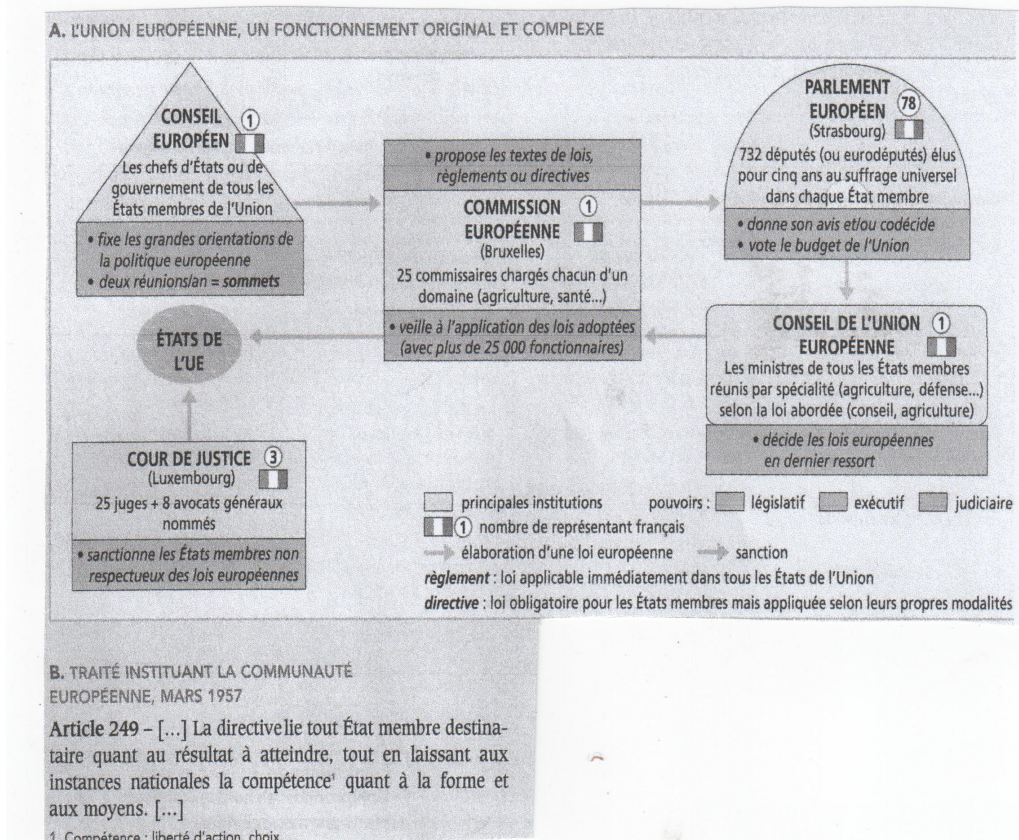 A. L'UNION EUROPÉENNE, UN FONCTIONNEMENT ORIGINAL ET COMPLEXE
CONSEIL
EUROPÉEN
1
Les chefs d'États ou de
gouvernement de tous les
États membres de l'Union
• fixe les grandes orientations de
la politique européenne
• deux réunions/an = sommets
• propose les textes de lois,
règlements ou directives
COMMISSION
EUROPÉENNE
1
(Bruxelles)
25 commissaires chargés chacun d'un
domaine (agriculture, santé...)
• veille à l'application des lois adoptées
(avec plus de 25 000 fonctionnaires)
PARLEMENT
EUROPÉEN
78
(Strasbourg)
732 députés (ou eurodéputés) élus
pour cinq ans au suffrage universel
dans chaque État membre
• donne son avis et/ou codécide
• vote le budget de l'Union
CONSEIL DE L'UNION
EUROPÉENNE
1
Les ministres de tous les États membres
réunis par spécialité (agriculture, défense...)
selon la loi abordée (conseil, agriculture)
• décide les lois européennes
en dernier ressort
ÉTATS DE
L'UE
COUR DE JUSTICE 3
(Luxembourg)
25 juges + 8 avocats généraux
nommés
• sanctionne les États membres non
respectueux des lois européennes
principales institutions pouvoirs : législatif exécutif judiciaire
1 nombre de représentant français
élaboration d'une loi européenne sanction
règlement : loi applicable immédiatement dans tous les États de l'Union
directive : loi obligatoire pour les États membres mais appliquée selon leurs propres modalités
B. TRAITÉ INSTITUANT LA COMMUNAUTÉ
EUROPÉENNE, MARS 1957
Article 249 – [...] La directive lie tout État membre destina-
taire quant au résultat à atteindre, tout en laissant aux
instances nationales la compétence¹ quant à la forme et
aux moyens. [...]
1. Compétence : liberté d'action, choix.